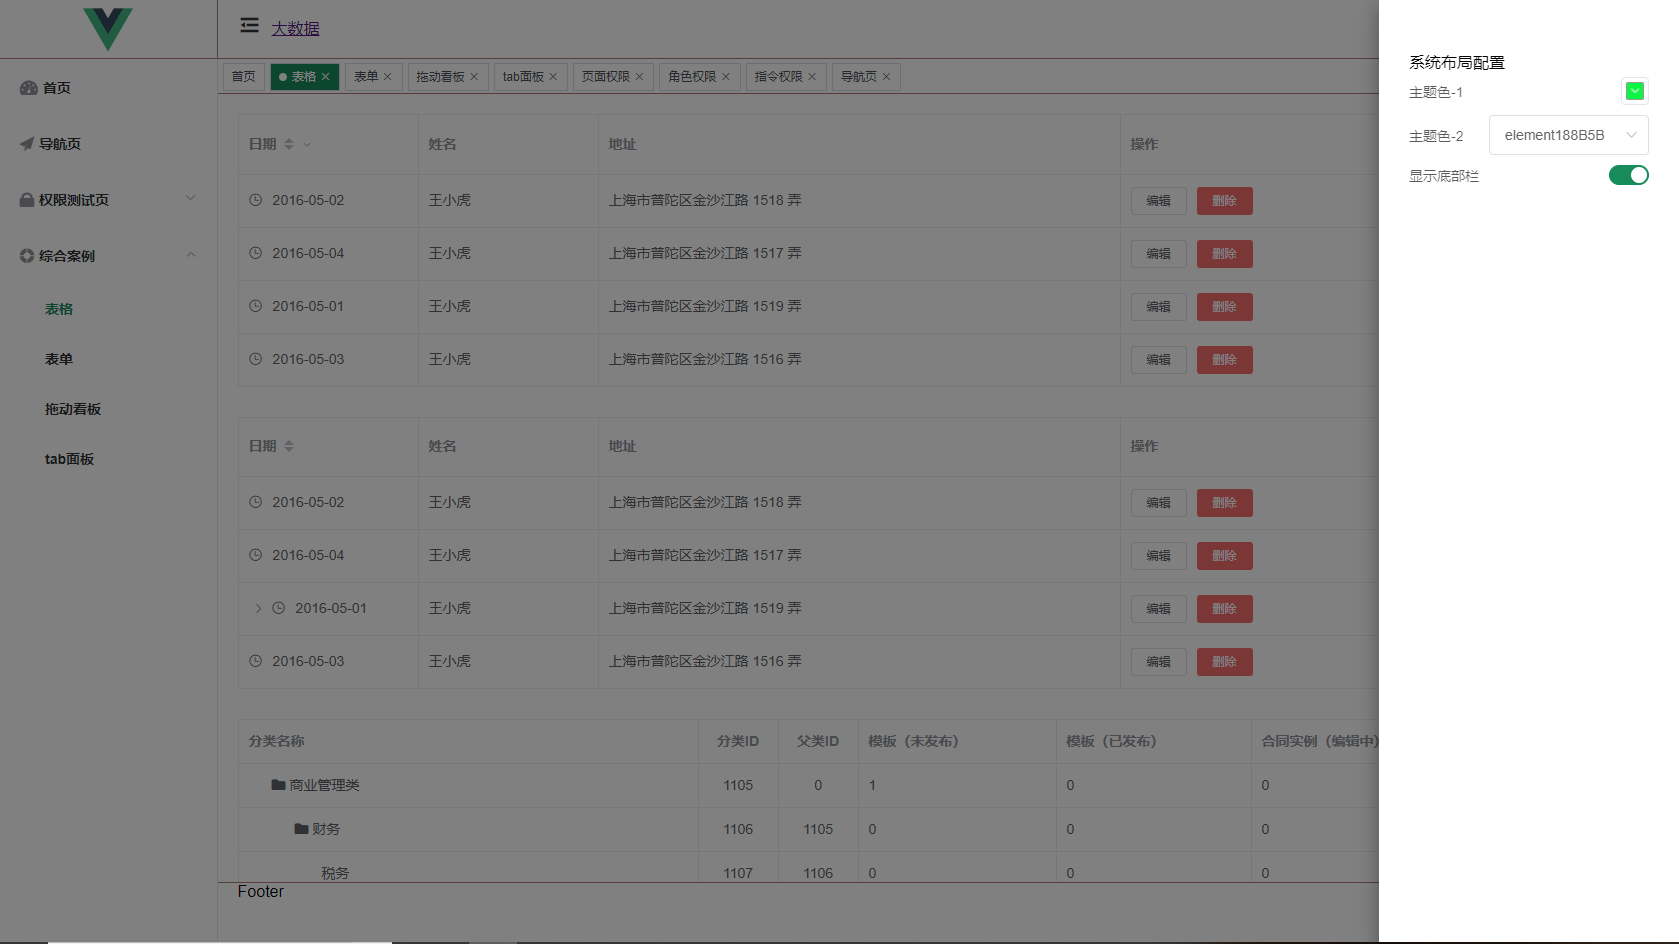 大数据
首页
导航页
权限测试页
综合案例
表格
表单
拖动看板
tab面板
首页 表格 表单 拖动看板 tab面板 页面权限 角色权限 指令权限 导航页
日期 姓名 地址 操作
2016-05-02 王小虎 上海市普陀区金沙江路 1518 弄 编辑 删除
2016-05-04 王小虎 上海市普陀区金沙江路 1517 弄 编辑 删除
2016-05-01 王小虎 上海市普陀区金沙江路 1519 弄 编辑 删除
2016-05-03 王小虎 上海市普陀区金沙江路 1516 弄 编辑 删除
日期 姓名 地址 操作
2016-05-02 王小虎 上海市普陀区金沙江路 1518 弄 编辑 删除
2016-05-04 王小虎 上海市普陀区金沙江路 1517 弄 编辑 删除
2016-05-01 王小虎 上海市普陀区金沙江路 1519 弄 编辑 删除
2016-05-03 王小虎 上海市普陀区金沙江路 1516 弄 编辑 删除
分类名称 分类ID 父类ID 模板（未发布） 模板（已发布） 合同实例（编辑中）
商业管理类 1105 0 1 0 0
财务 1106 1105 0 0 0
税务 1107 1106 0 0 0
Footer
系统布局配置
主题色-1
主题色-2 element188B5B
显示底部栏